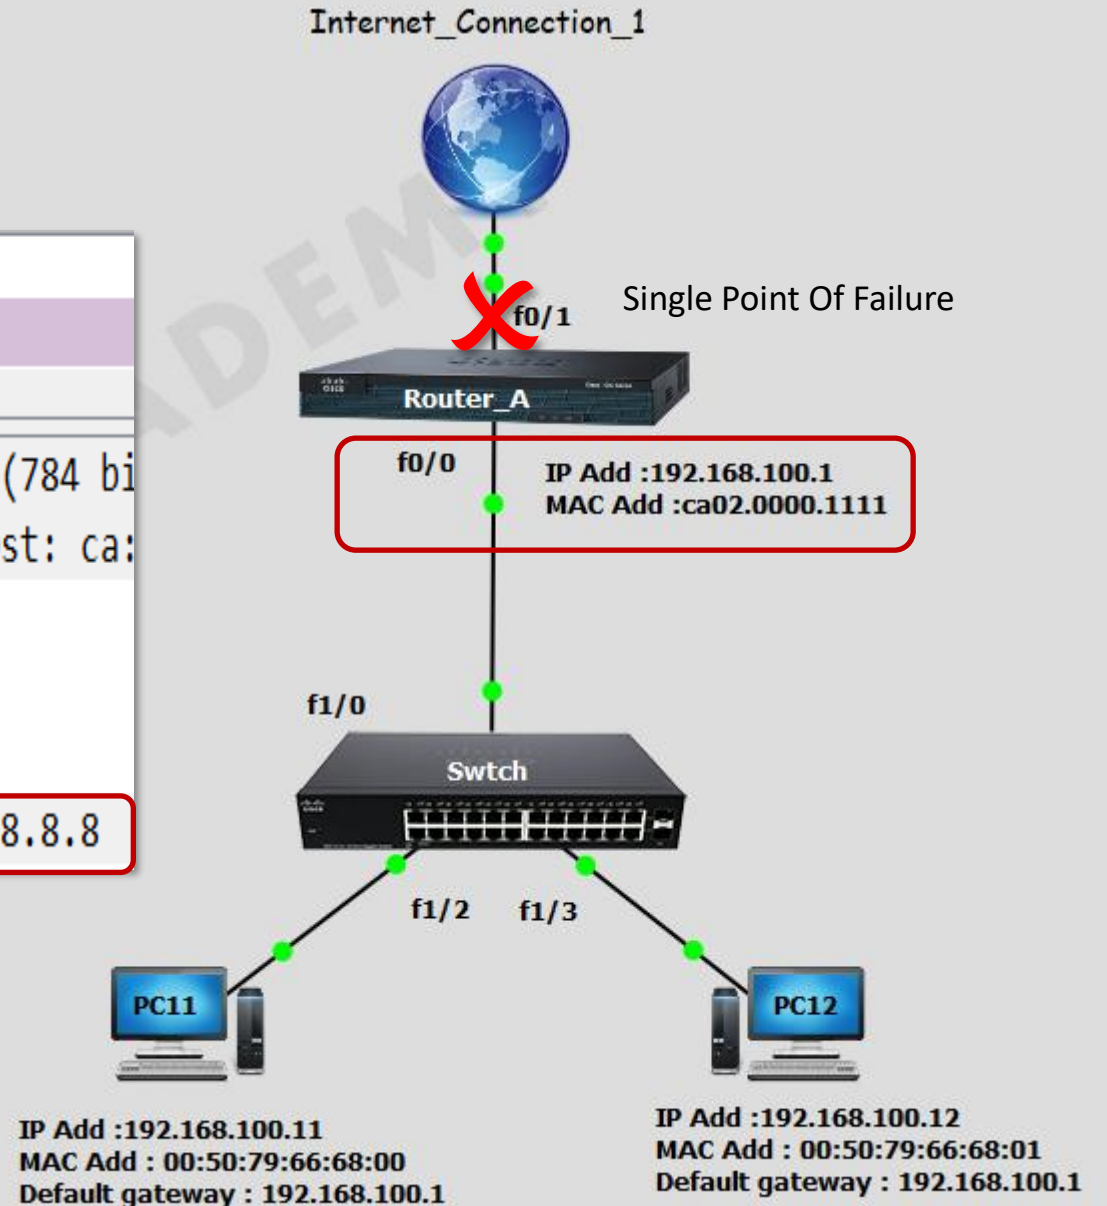 Internet_Connection_1
ADEM
f0/1
Single Point Of Failure
Router_A
f0/0
IP Add :192.168.100.1
MAC Add :ca02.0000.1111
(784 bi
st: ca:
8.8.8
f1/0
Swtch
f1/2 f1/3
PC11
PC12
IP Add :192.168.100.11
MAC Add : 00:50:79:66:68:00
Default gateway : 192.168.100.1
IP Add :192.168.100.12
MAC Add : 00:50:79:66:68:01
Default gateway : 192.168.100.1